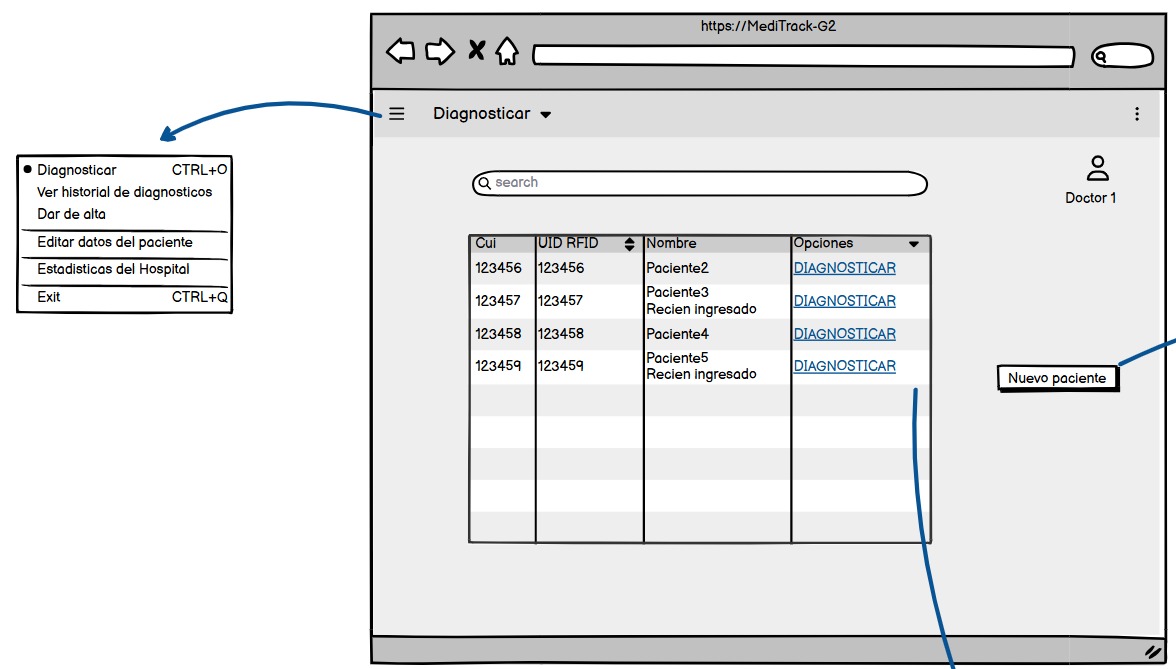 https://MediTrack-G2
Diagnosticar
Diagnosticar CTRL+O
Ver historial de diagnosticos
Dar de alta
Editar datos del paciente
Estadisticas del Hospital
Exit CTRL+Q
search
Doctor 1
Cui UID RFID Nombre Opciones
123456 123456 Paciente2 DIAGNOSTICAR
123457 123457 Paciente3 DIAGNOSTICAR
Recien ingresado
123458 123458 Paciente4 DIAGNOSTICAR
123459 123459 Paciente5 DIAGNOSTICAR
Recien ingresado
Nuevo paciente